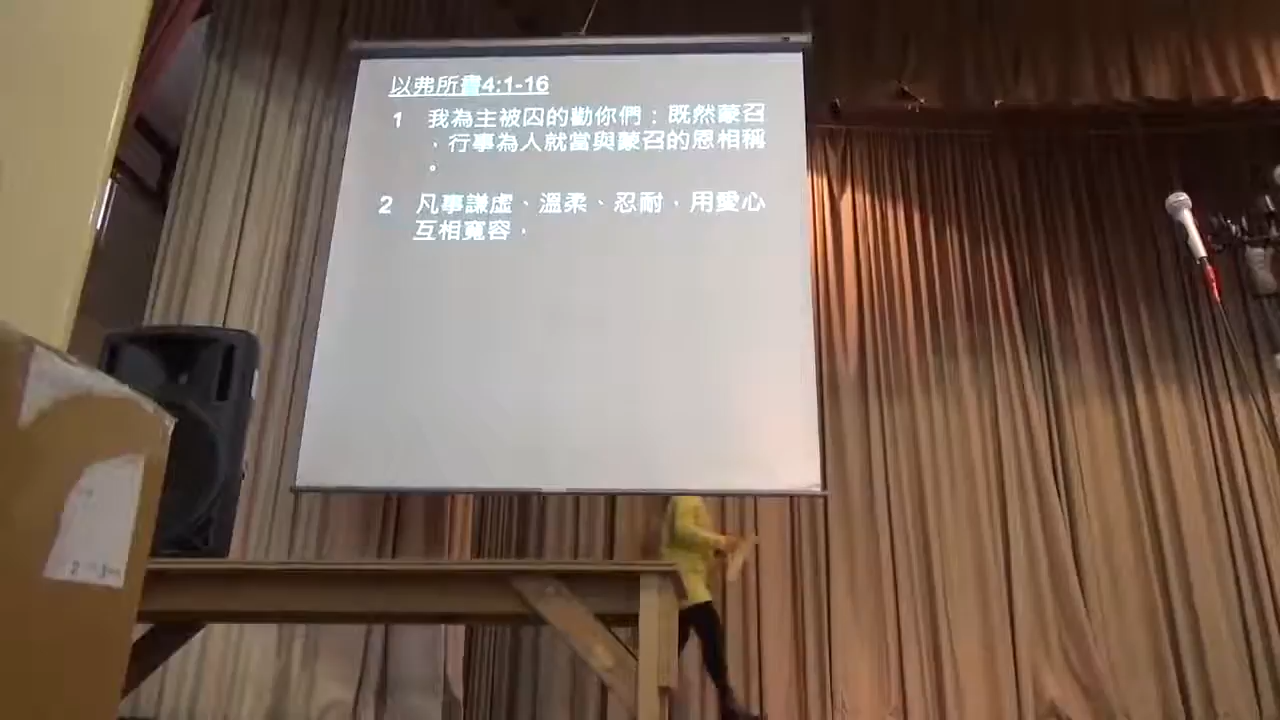 以弗所書4:1-16
1 我為主被囚的勸你們：既然蒙召
，行事為人就當與蒙召的恩相稱
。
2 凡事謙虛、溫柔、忍耐，用愛心
互相寬容，